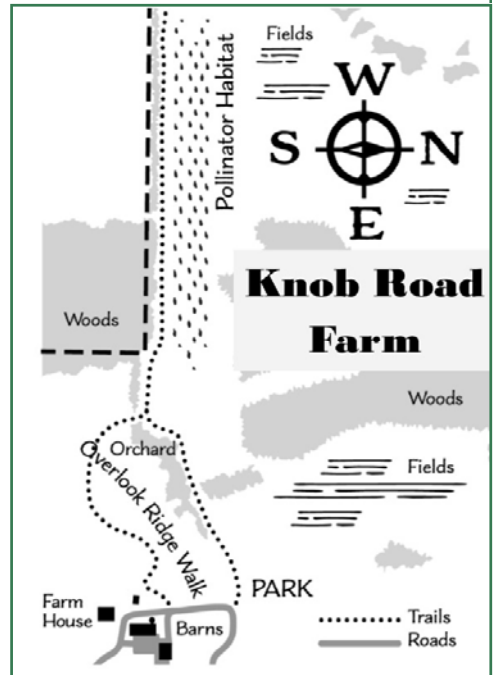 Fields
Pollinator Habitat
W
S N
E
Knob Road
Farm
Woods
Woods
Orchard
Overlook Ridge Walk
Fields
PARK
Farm
House
Barns
Trails
Roads